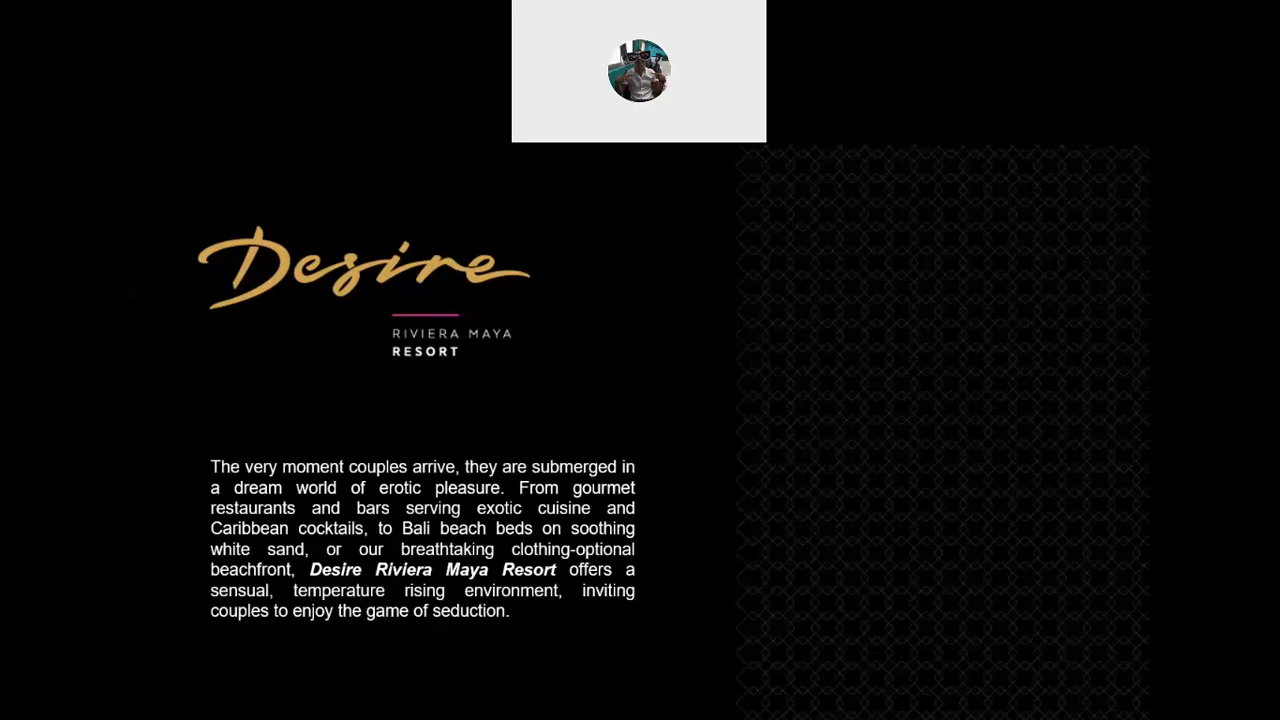 Desire
RIVIERA MAYA
RESORT
The very moment couples arrive, they are submerged in
a dream world of erotic pleasure. From gourmet
restaurants and bars serving exotic cuisine and
Caribbean cocktails, to Bali beach beds on soothing
white sand, or our breathtaking clothing-optional
beachfront, Desire Riviera Maya Resort offers a
sensual, temperature rising environment, inviting
couples to enjoy the game of seduction.